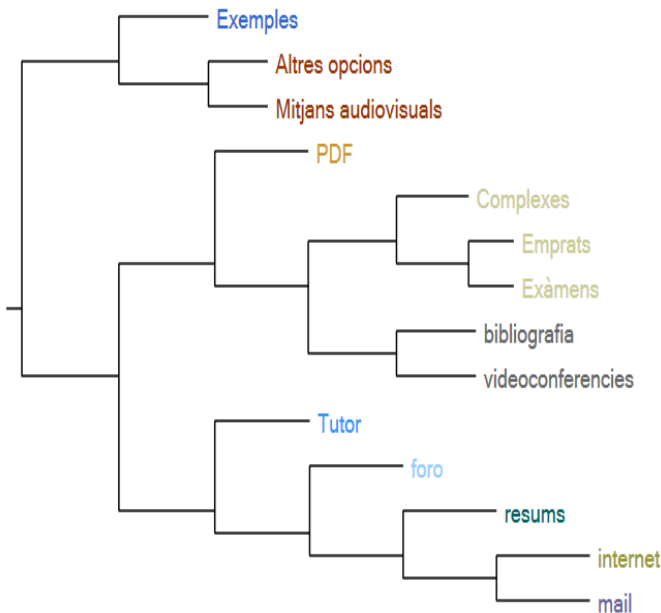 Exemples
Altres opcions
Mitjans audiovisuals
PDF
Complexes
Emprats
Exàmens
bibliografia
videoconferencies
Tutor
foro
resums
internet
mail